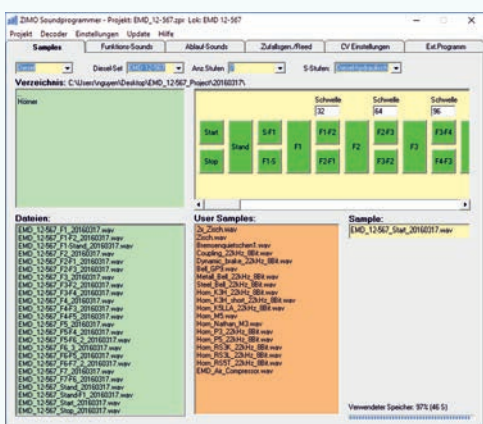 ZIMO Soundprogrammer - Projekt: EMD_12-567.zpr Lok: EMD 12-567
Projekt Decoder Einstellungen Update Hilfe
Samples Funktions-Sounds Ablauf-Sounds Zufallsgen./Reed CV Einstellungen Ext.Programm
Diesel Diesel-Set EMD 12-567 Anz.Stufen S-Stufen:
Verzeichnis: C:\Users\nguyen\Desktop\EMD_12-567_Project\20160317\
..
Hörner
Schwelle Schwelle Schwelle
32 64 96
Start S-F1 F1-F2 F2-F3 F3-F4
Stand F1 F2 F3
Stop F1-S F2-F1 F3-F2 F4-F3
Dateien:
EMD_12-567_F1_20160317.wav
EMD_12-567_F1-F2_20160317.wav
EMD_12-567_F1-Stand_20160317.wav
EMD_12-567_F2_20160317.wav
EMD_12-567_F2-F1_20160317.wav
EMD_12-567_F2-F3_20160317.wav
EMD_12-567_F3_20160317.wav
EMD_12-567_F3-F2_20160317.wav
EMD_12-567_F3-F4_20160317.wav
EMD_12-567_F4_20160317.wav
EMD_12-567_F4-F3_20160317.wav
EMD_12-567_F4-F5_20160317.wav
EMD_12-567_F5_20160317.wav
EMD_12-567_F5-F4_20160317.wav
EMD_12-567_F5-F6_2_20160317.wav
EMD_12-567_F6_3_20160317.wav
EMD_12-567_F6-F5_20160317.wav
EMD_12-567_F6-F7_2_20160317.wav
EMD_12-567_F7_20160317.wav
EMD_12-567_F7-F6_20160317.wav
EMD_12-567_Stand_20160317.wav
EMD_12-567_Stand-F1_20160317.wav
EMD_12-567_Start_20160317.wav
EMD_12-567_Stop_20160317.wav
User Samples:
2x_Zisch.wav
Zisch.wav
Bremsenquietschen1.wav
Coupling_22kHz_8Bit.wav
Dynamic_brake_22kHz_8Bit.wav
Bell_GP9.wav
Metall_Bell_22kHz_8Bit.wav
Steel_Bell_22kHz_8Bit.wav
Horn_K3H_22kHz_8Bit.wav
Horn_K3H_short_22kHz_8Bit.wav
Horn_K5LLA_22kHz_8Bit.wav
Horn_M5.wav
Horn_Nathan_M3.wav
Horn_P3_22kHz_8Bit.wav
Horn_P5_22kHz_8Bit.wav
Horn_RS3K_22kHz_8Bit.wav
Horn_RS3L_22kHz_8Bit.wav
Horn_RS5T_22kHz_8Bit.wav
EMD_Air_Compressor.wav
Sample:
EMD_12-567_Start_20160317.wav
Verwendeter Speicher: 97% (46 S)